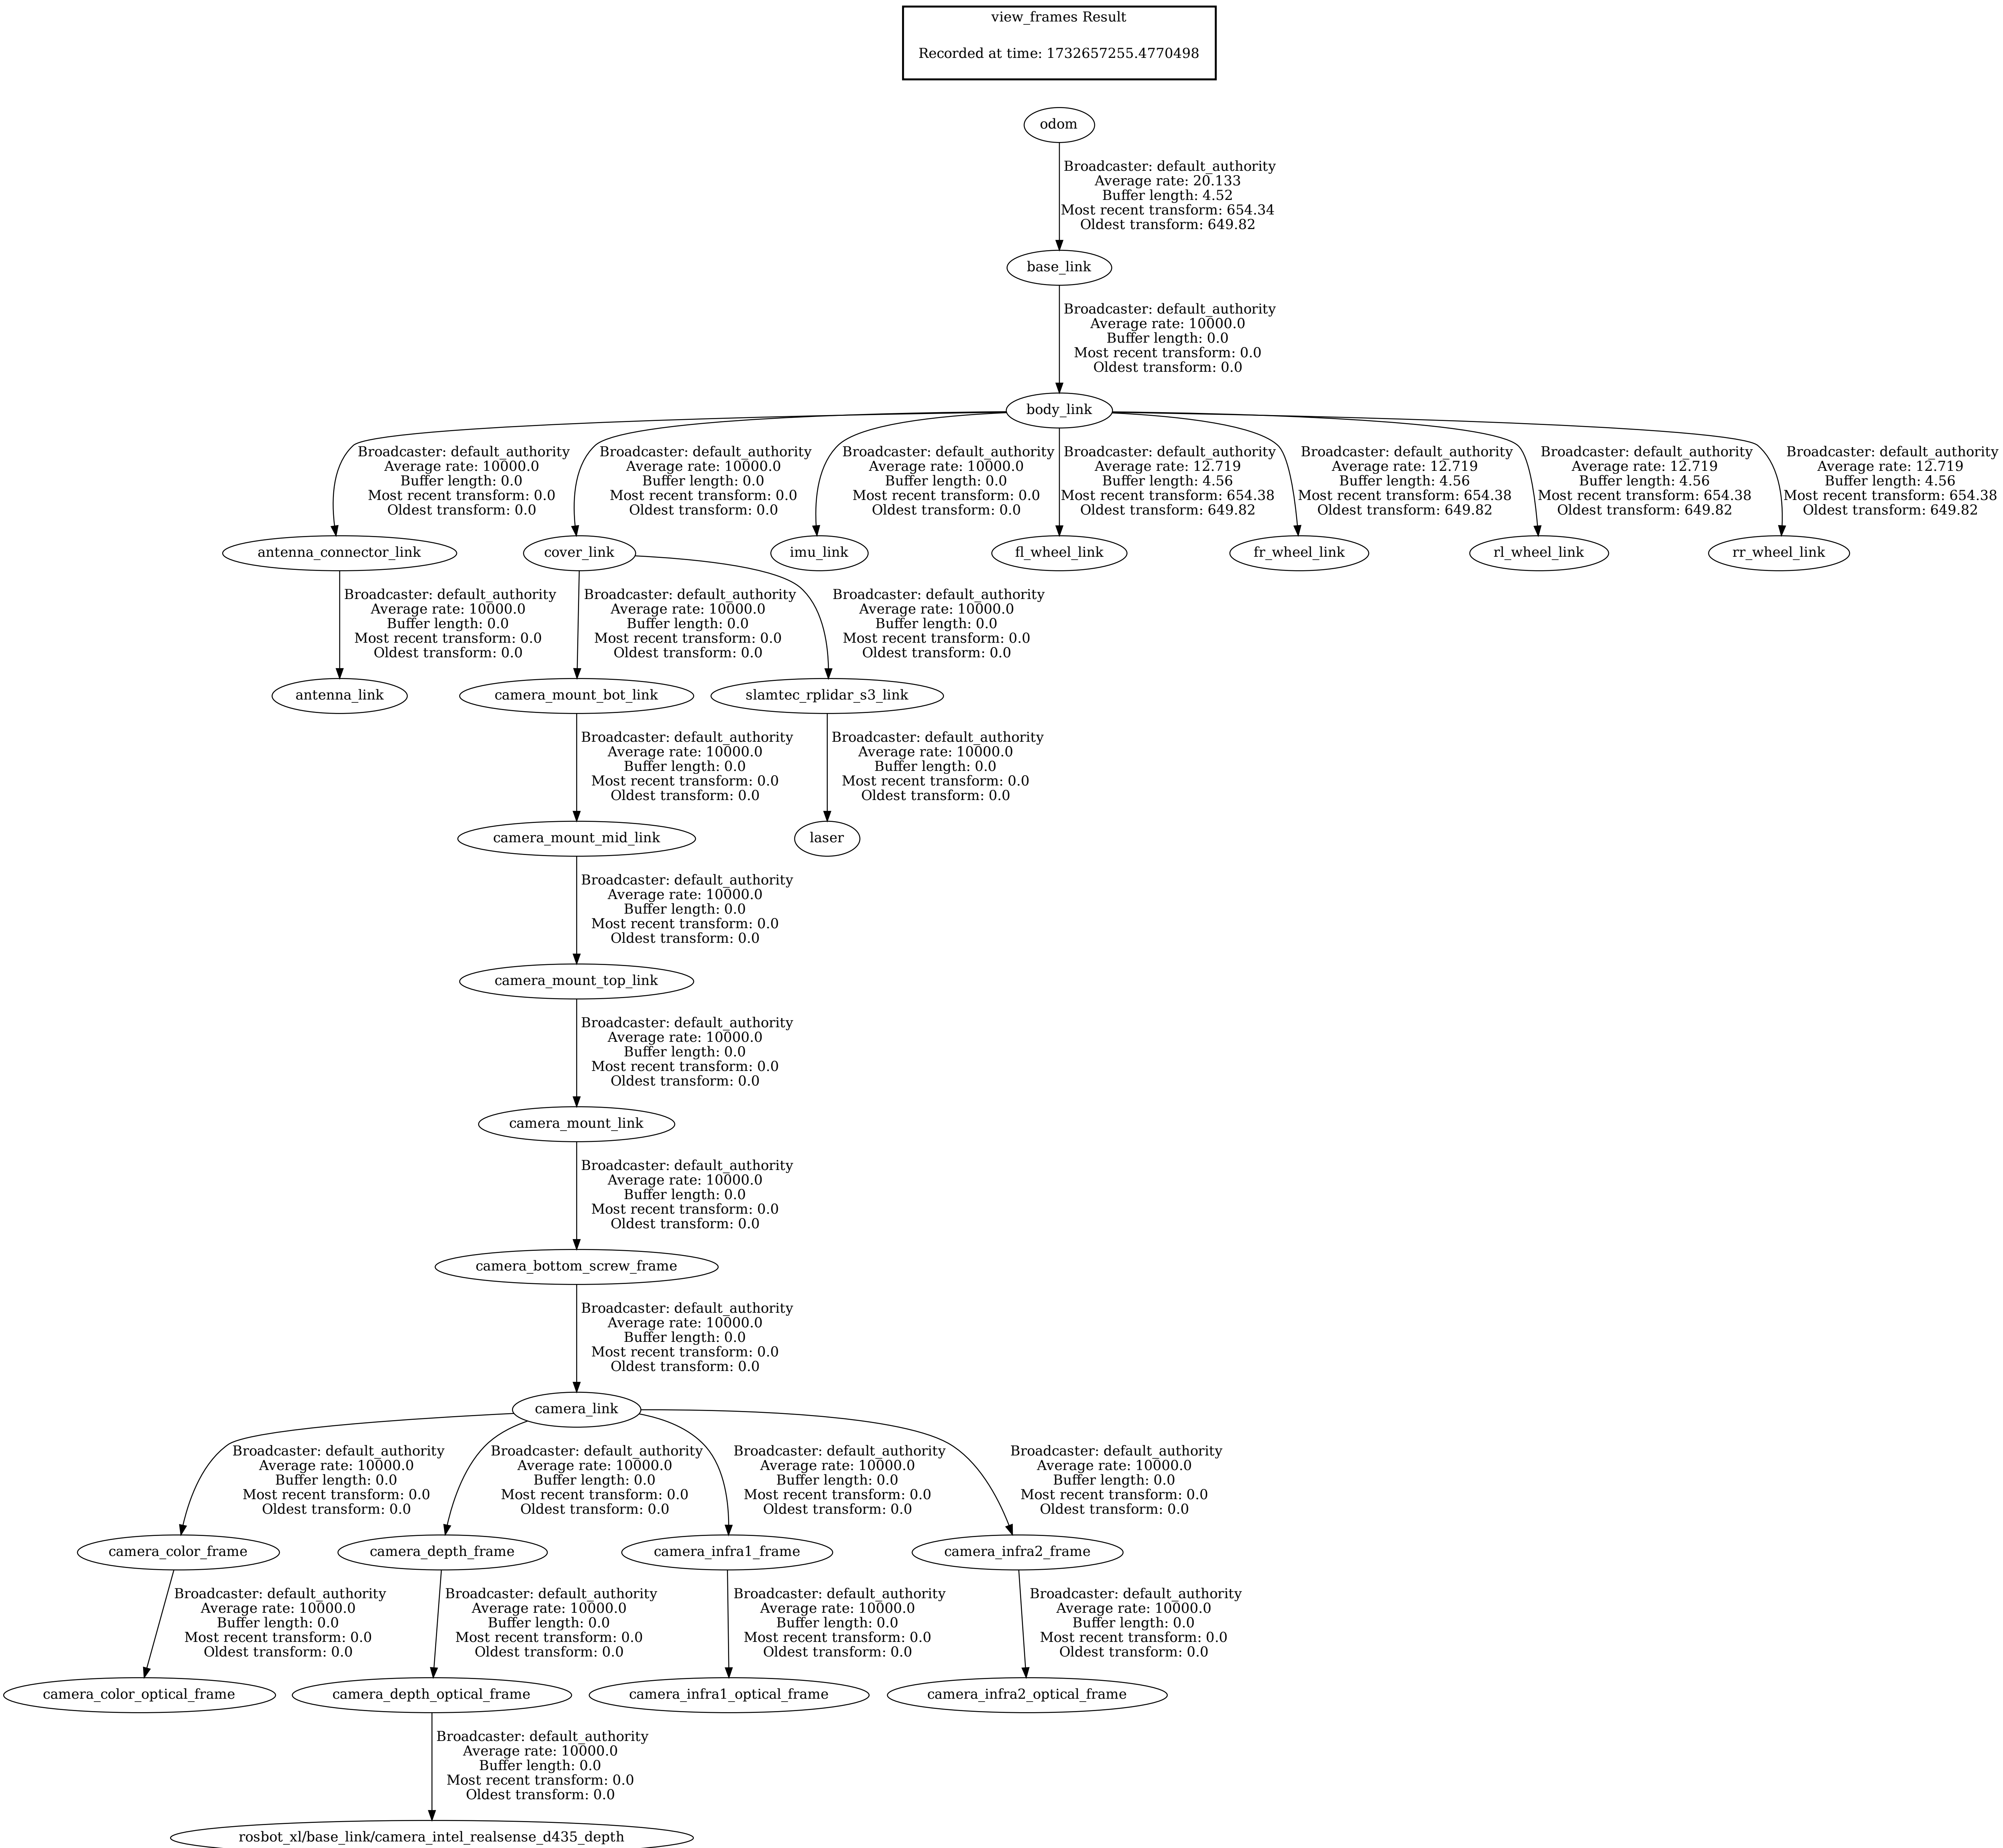 view_frames Result
Recorded at time: 1732657255.4770498
odom
Broadcaster: default_authority
Average rate: 20.133
Buffer length: 4.52
Most recent transform: 654.34
Oldest transform: 649.82
base_link
Broadcaster: default_authority
Average rate: 10000.0
Buffer length: 0.0
Most recent transform: 0.0
Oldest transform: 0.0
body_link
Broadcaster: default_authority
Average rate: 10000.0
Buffer length: 0.0
Most recent transform: 0.0
Oldest transform: 0.0
Broadcaster: default_authority
Average rate: 10000.0
Buffer length: 0.0
Most recent transform: 0.0
Oldest transform: 0.0
Broadcaster: default_authority
Average rate: 10000.0
Buffer length: 0.0
Most recent transform: 0.0
Oldest transform: 0.0
Broadcaster: default_authority
Average rate: 12.719
Buffer length: 4.56
Most recent transform: 654.38
Oldest transform: 649.82
Broadcaster: default_authority
Average rate: 12.719
Buffer length: 4.56
Most recent transform: 654.38
Oldest transform: 649.82
Broadcaster: default_authority
Average rate: 12.719
Buffer length: 4.56
Most recent transform: 654.38
Oldest transform: 649.82
Broadcaster: default_authority
Average rate: 12.719
Buffer length: 4.56
Most recent transform: 654.38
Oldest transform: 649.82
antenna_connector_link
cover_link
imu_link
fl_wheel_link
fr_wheel_link
rl_wheel_link
rr_wheel_link
Broadcaster: default_authority
Average rate: 10000.0
Buffer length: 0.0
Most recent transform: 0.0
Oldest transform: 0.0
Broadcaster: default_authority
Average rate: 10000.0
Buffer length: 0.0
Most recent transform: 0.0
Oldest transform: 0.0
Broadcaster: default_authority
Average rate: 10000.0
Buffer length: 0.0
Most recent transform: 0.0
Oldest transform: 0.0
antenna_link
camera_mount_bot_link
slamtec_rplidar_s3_link
Broadcaster: default_authority
Average rate: 10000.0
Buffer length: 0.0
Most recent transform: 0.0
Oldest transform: 0.0
Broadcaster: default_authority
Average rate: 10000.0
Buffer length: 0.0
Most recent transform: 0.0
Oldest transform: 0.0
camera_mount_mid_link
laser
Broadcaster: default_authority
Average rate: 10000.0
Buffer length: 0.0
Most recent transform: 0.0
Oldest transform: 0.0
camera_mount_top_link
Broadcaster: default_authority
Average rate: 10000.0
Buffer length: 0.0
Most recent transform: 0.0
Oldest transform: 0.0
camera_mount_link
Broadcaster: default_authority
Average rate: 10000.0
Buffer length: 0.0
Most recent transform: 0.0
Oldest transform: 0.0
camera_bottom_screw_frame
Broadcaster: default_authority
Average rate: 10000.0
Buffer length: 0.0
Most recent transform: 0.0
Oldest transform: 0.0
camera_link
Broadcaster: default_authority
Average rate: 10000.0
Buffer length: 0.0
Most recent transform: 0.0
Oldest transform: 0.0
Broadcaster: default_authority
Average rate: 10000.0
Buffer length: 0.0
Most recent transform: 0.0
Oldest transform: 0.0
Broadcaster: default_authority
Average rate: 10000.0
Buffer length: 0.0
Most recent transform: 0.0
Oldest transform: 0.0
Broadcaster: default_authority
Average rate: 10000.0
Buffer length: 0.0
Most recent transform: 0.0
Oldest transform: 0.0
camera_color_frame
camera_depth_frame
camera_infra1_frame
camera_infra2_frame
Broadcaster: default_authority
Average rate: 10000.0
Buffer length: 0.0
Most recent transform: 0.0
Oldest transform: 0.0
Broadcaster: default_authority
Average rate: 10000.0
Buffer length: 0.0
Most recent transform: 0.0
Oldest transform: 0.0
Broadcaster: default_authority
Average rate: 10000.0
Buffer length: 0.0
Most recent transform: 0.0
Oldest transform: 0.0
Broadcaster: default_authority
Average rate: 10000.0
Buffer length: 0.0
Most recent transform: 0.0
Oldest transform: 0.0
camera_color_optical_frame
camera_depth_optical_frame
camera_infra1_optical_frame
camera_infra2_optical_frame
Broadcaster: default_authority
Average rate: 10000.0
Buffer length: 0.0
Most recent transform: 0.0
Oldest transform: 0.0
rosbot_xl/base_link/camera_intel_realsense_d435_depth